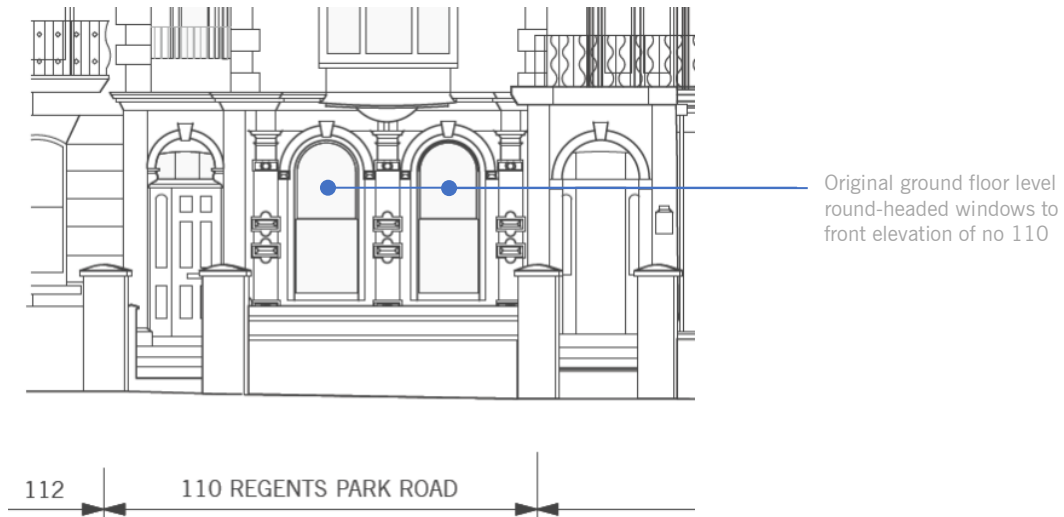 Original ground floor level
round-headed windows to
front elevation of no 110
112
110 REGENTS PARK ROAD